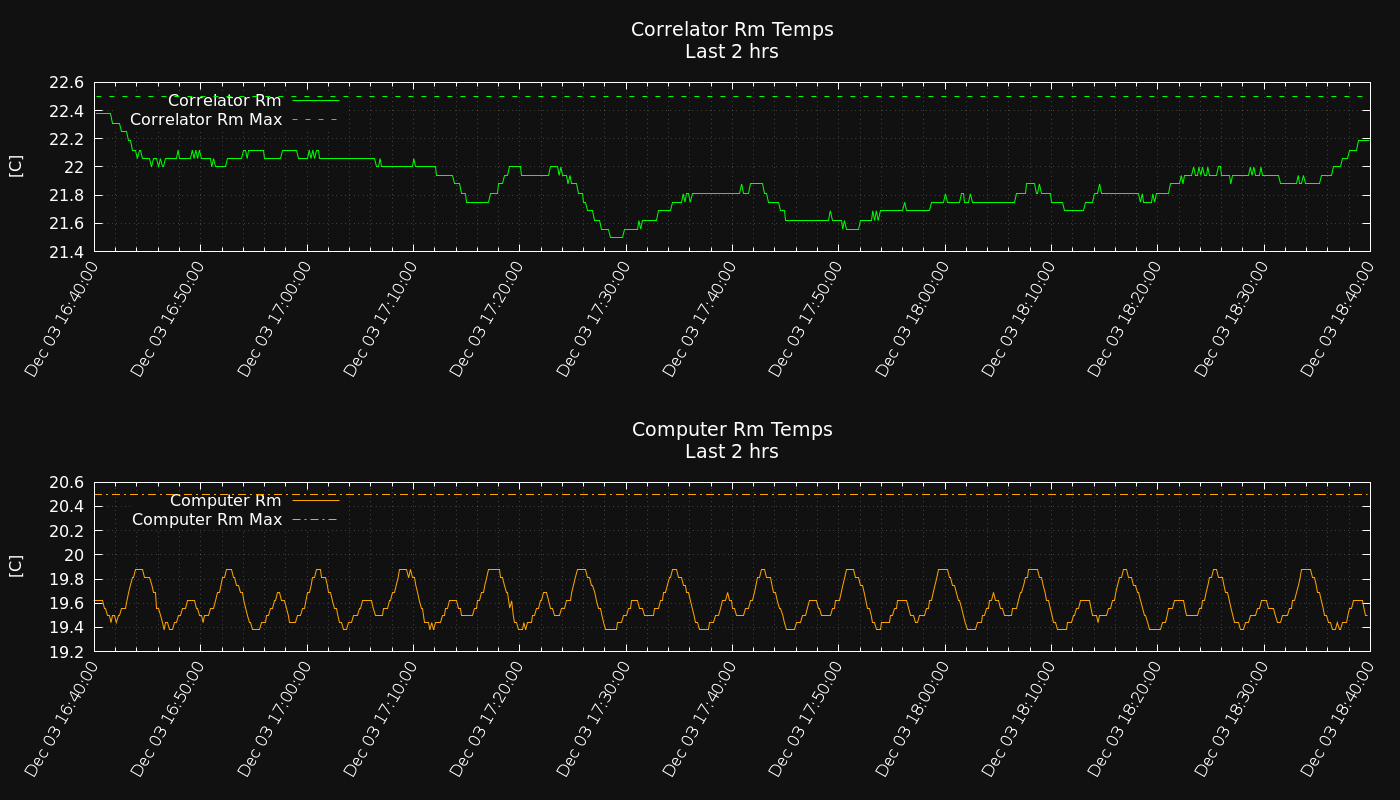 Correlator Rm Temps
Last 2 hrs
22.6
22.4
22.2
22
21.8
21.6
21.4
[C]
Correlator Rm
Correlator Rm Max
Dec 03 16:40:00
Dec 03 16:50:00
Dec 03 17:00:00
Dec 03 17:10:00
Dec 03 17:20:00
Dec 03 17:30:00
Dec 03 17:40:00
Dec 03 17:50:00
Dec 03 18:00:00
Dec 03 18:10:00
Dec 03 18:20:00
Dec 03 18:30:00
Dec 03 18:40:00
Computer Rm Temps
Last 2 hrs
20.6
20.4
20.2
20
19.8
19.6
19.4
19.2
[C]
Computer Rm
Computer Rm Max
Dec 03 16:40:00
Dec 03 16:50:00
Dec 03 17:00:00
Dec 03 17:10:00
Dec 03 17:20:00
Dec 03 17:30:00
Dec 03 17:40:00
Dec 03 17:50:00
Dec 03 18:00:00
Dec 03 18:10:00
Dec 03 18:20:00
Dec 03 18:30:00
Dec 03 18:40:00